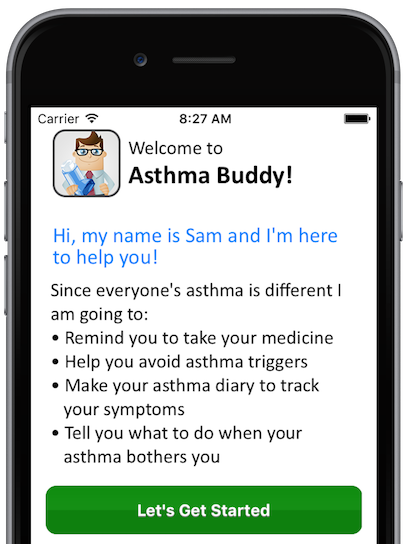 Carrier 8:27 AM
Welcome to
Asthma Buddy!
Hi, my name is Sam and I'm here
to help you!
Since everyone's asthma is different I
am going to:
• Remind you to take your medicine
• Help you avoid asthma triggers
• Make your asthma diary to track
your symptoms
• Tell you what to do when your
asthma bothers you
Let's Get Started